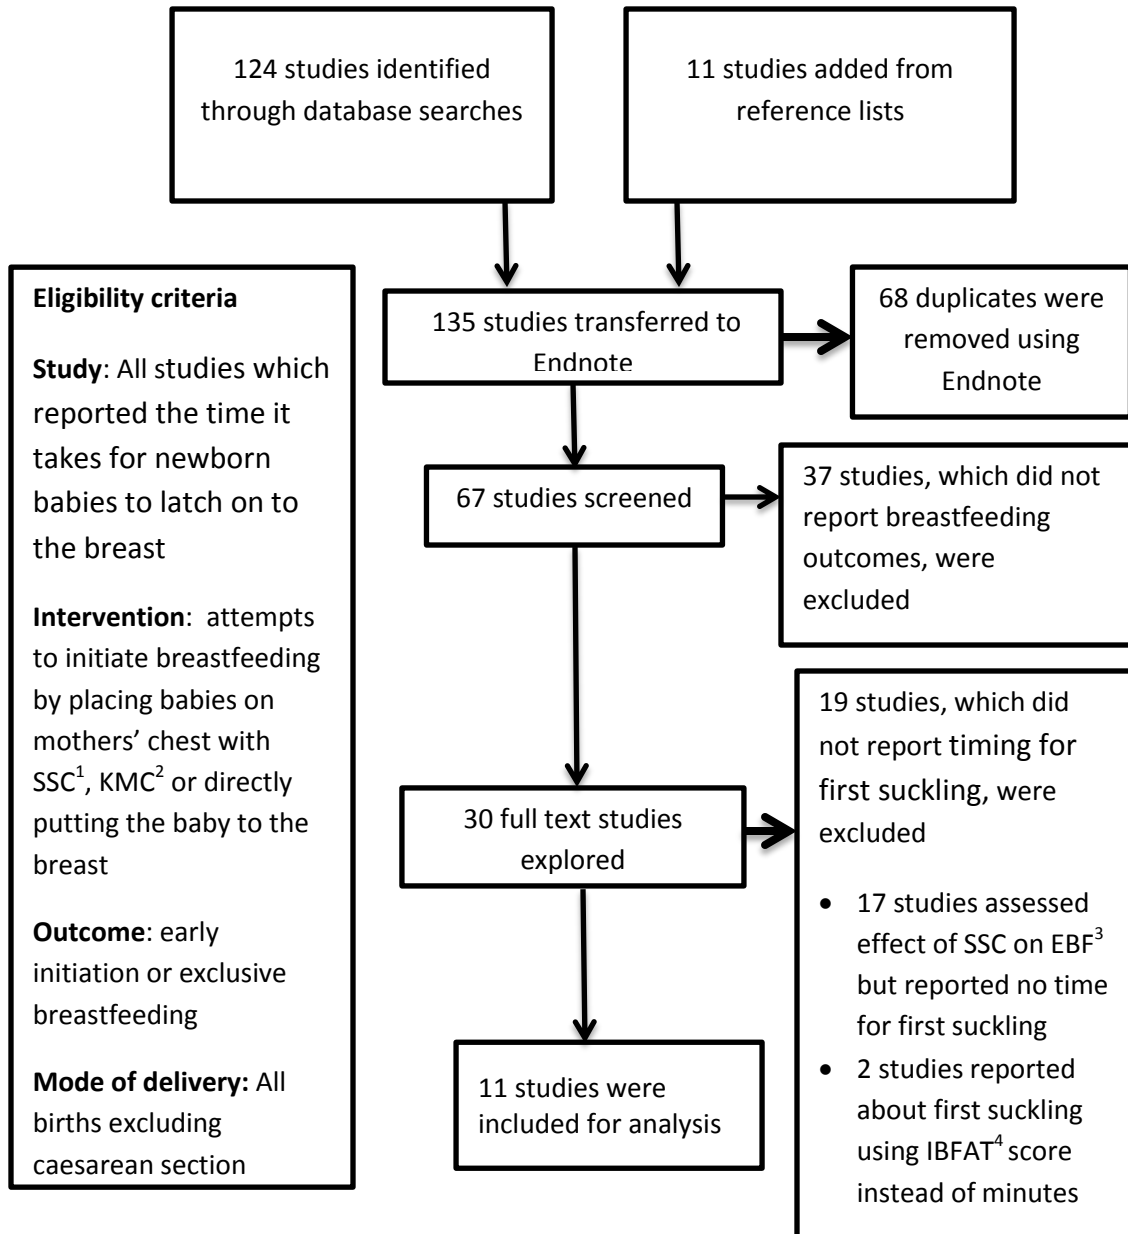 124 studies identified
through database searches
11 studies added from
reference lists
135 studies transferred to
Endnote
68 duplicates were
removed using
Endnote
Eligibility criteria
Study: All studies which
reported the time it
takes for newborn
babies to latch on to
the breast
Intervention: attempts
to initiate breastfeeding
by placing babies on
mothers’ chest with
SSC1, KMC2 or directly
putting the baby to the
breast
Outcome: early
initiation or exclusive
breastfeeding
Mode of delivery: All
births excluding
caesarean section
67 studies screened
37 studies, which did not
report breastfeeding
outcomes, were
excluded
30 full text studies
explored
19 studies, which did
not report timing for
first suckling, were
excluded
• 17 studies assessed
effect of SSC on EBF3
but reported no time
for first suckling
• 2 studies reported
about first suckling
using IBFAT4 score
instead of minutes
11 studies were
included for analysis